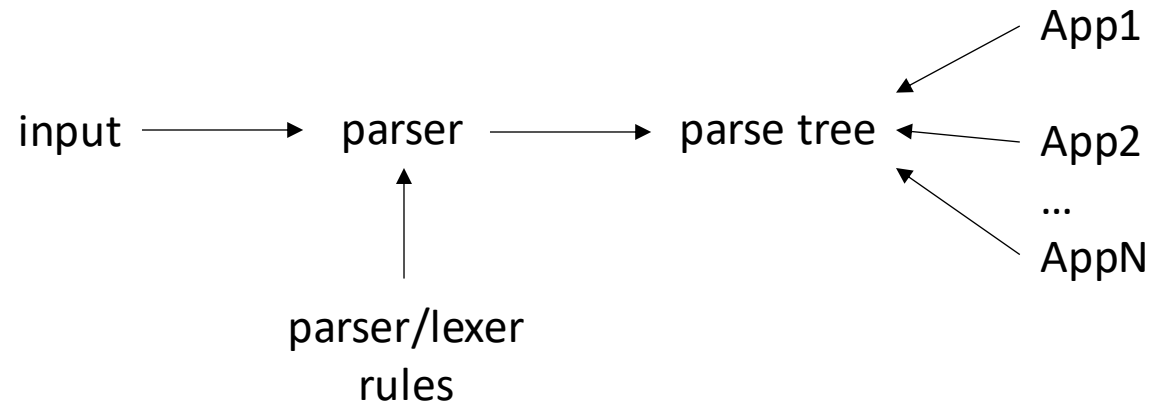 App1
input
parser
parse tree
App2
...
AppN
parser/lexer
rules